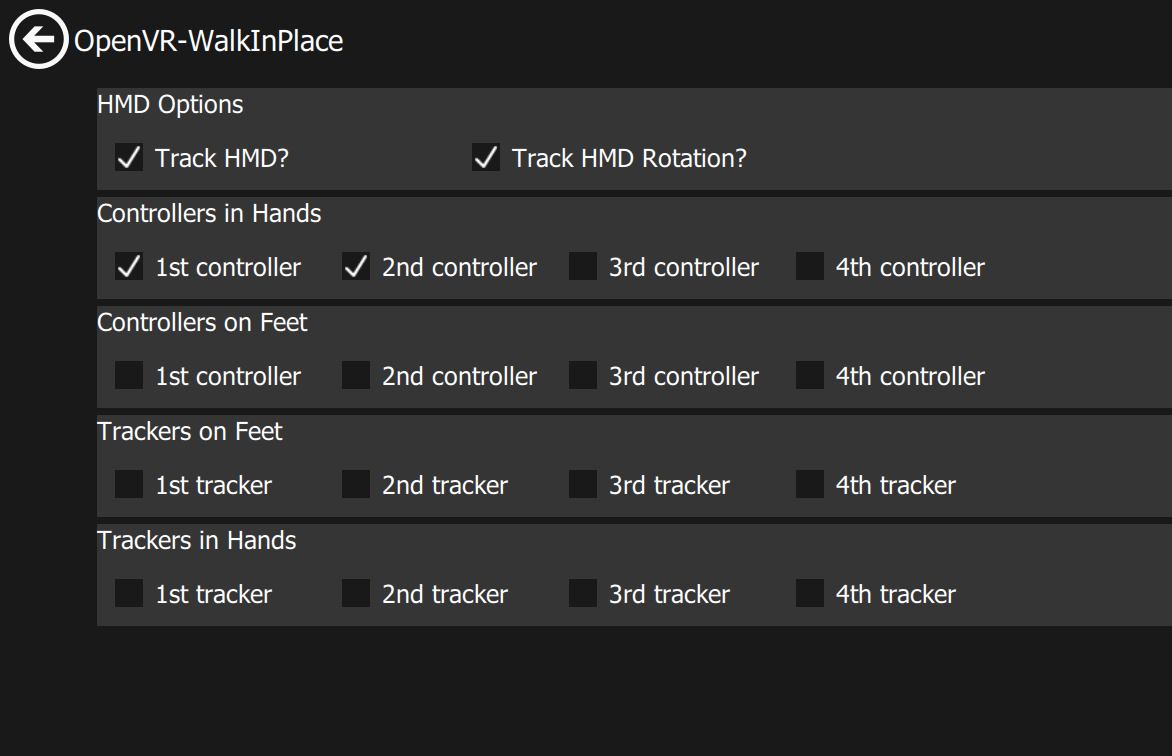 OpenVR-WalkInPlace
HMD Options
Track HMD? Track HMD Rotation?
Controllers in Hands
1st controller 2nd controller 3rd controller 4th controller
Controllers on Feet
1st controller 2nd controller 3rd controller 4th controller
Trackers on Feet
1st tracker 2nd tracker 3rd tracker 4th tracker
Trackers in Hands
1st tracker 2nd tracker 3rd tracker 4th tracker